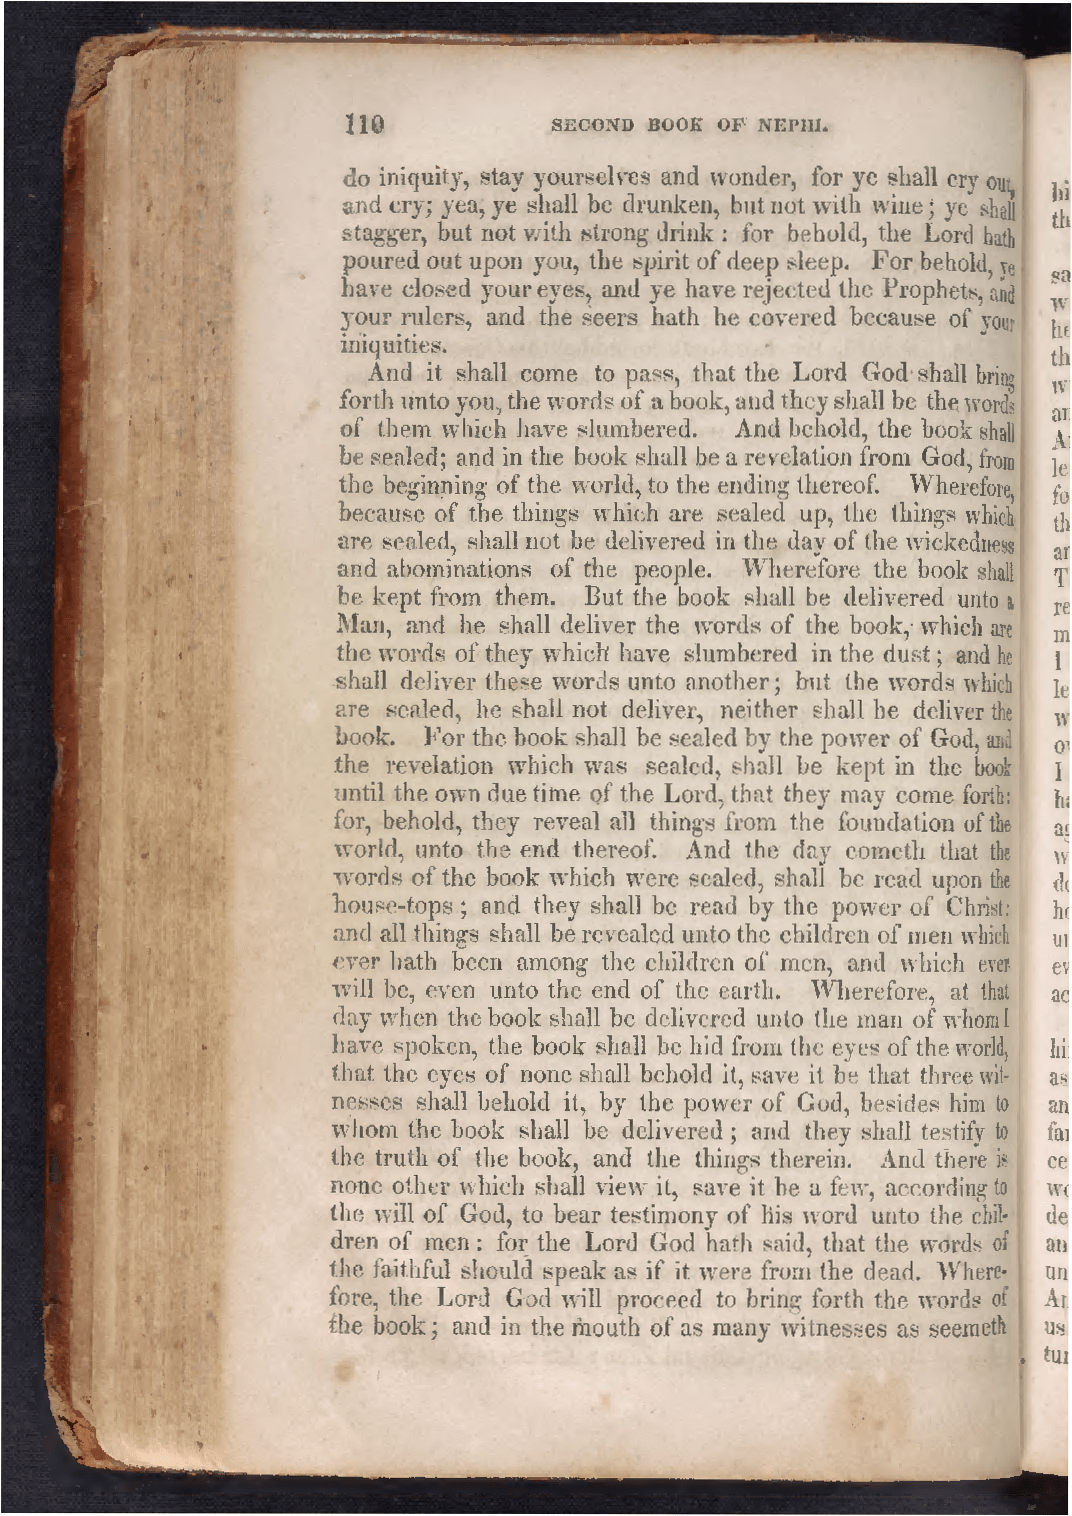 110 SECOND BOOK OF NEPHI.
do iniquity, stay yourselves and wonder, for ye shall cry out,
and cry; yea, ye shall be drunken, but not with wine; ye shall
stagger, but not with strong drink: for behold, the Lord hath
poured out upon you, the spirit of deep sleep. For behold, ye
have closed your eyes, and ye have rejected the Prophets, and
your rulers, and the seers hath he covered because of your
iniquities.
And it shall come to pass, that the Lord God shall bring
forth unto you, the words of a book, and they shall be the words
of them which have slumbered. And behold, the book shall
be sealed; and in the book shall be a revelation from God, from
the beginning of the world, to the ending thereof. Wherefore,
because of the things which are sealed up, the things which
are sealed, shall not be delivered in the day of the wickedness
and abominations of the people. Wherefore the book shall
be kept from them. But the book shall be delivered unto a
Man, and he shall deliver the words of the book, which are
the words of they which have slumbered in the dust; and he
shall deliver these words unto another; but the words which
are sealed, he shall not deliver, neither shall he deliver the
book. For the book shall be sealed by the power of God, and
the revelation which was sealed, shall be kept in the book
until the own due time of the Lord, that they may come forth:
for, behold, they reveal all things from the foundation of the
world, unto the end thereof. And the day cometh that the
words of the book which were sealed, shall be read upon the
house-tops; and they shall be read by the power of Christ:
and all things shall be revealed unto the children of men which
ever hath been among the children of men, and which ever
will be, even unto the end of the earth. Wherefore, at that
day when the book shall be delivered unto the man of whom I
have spoken, the book shall be hid from the eyes of the world,
that the eyes of none shall behold it, save it be that three wit-
nesses shall behold it, by the power of God, besides him to
whom the book shall be delivered; and they shall testify to
the truth of the book, and the things therein. And there is
none other which shall view it, save it be a few, according to
the will of God, to bear testimony of his word unto the chil-
dren of men: for the Lord God hath said, that the words of
the faithful should speak as if it were from the dead. Where-
fore, the Lord God will proceed to bring forth the words of
the book; and in the mouth of as many witnesses as seemeth